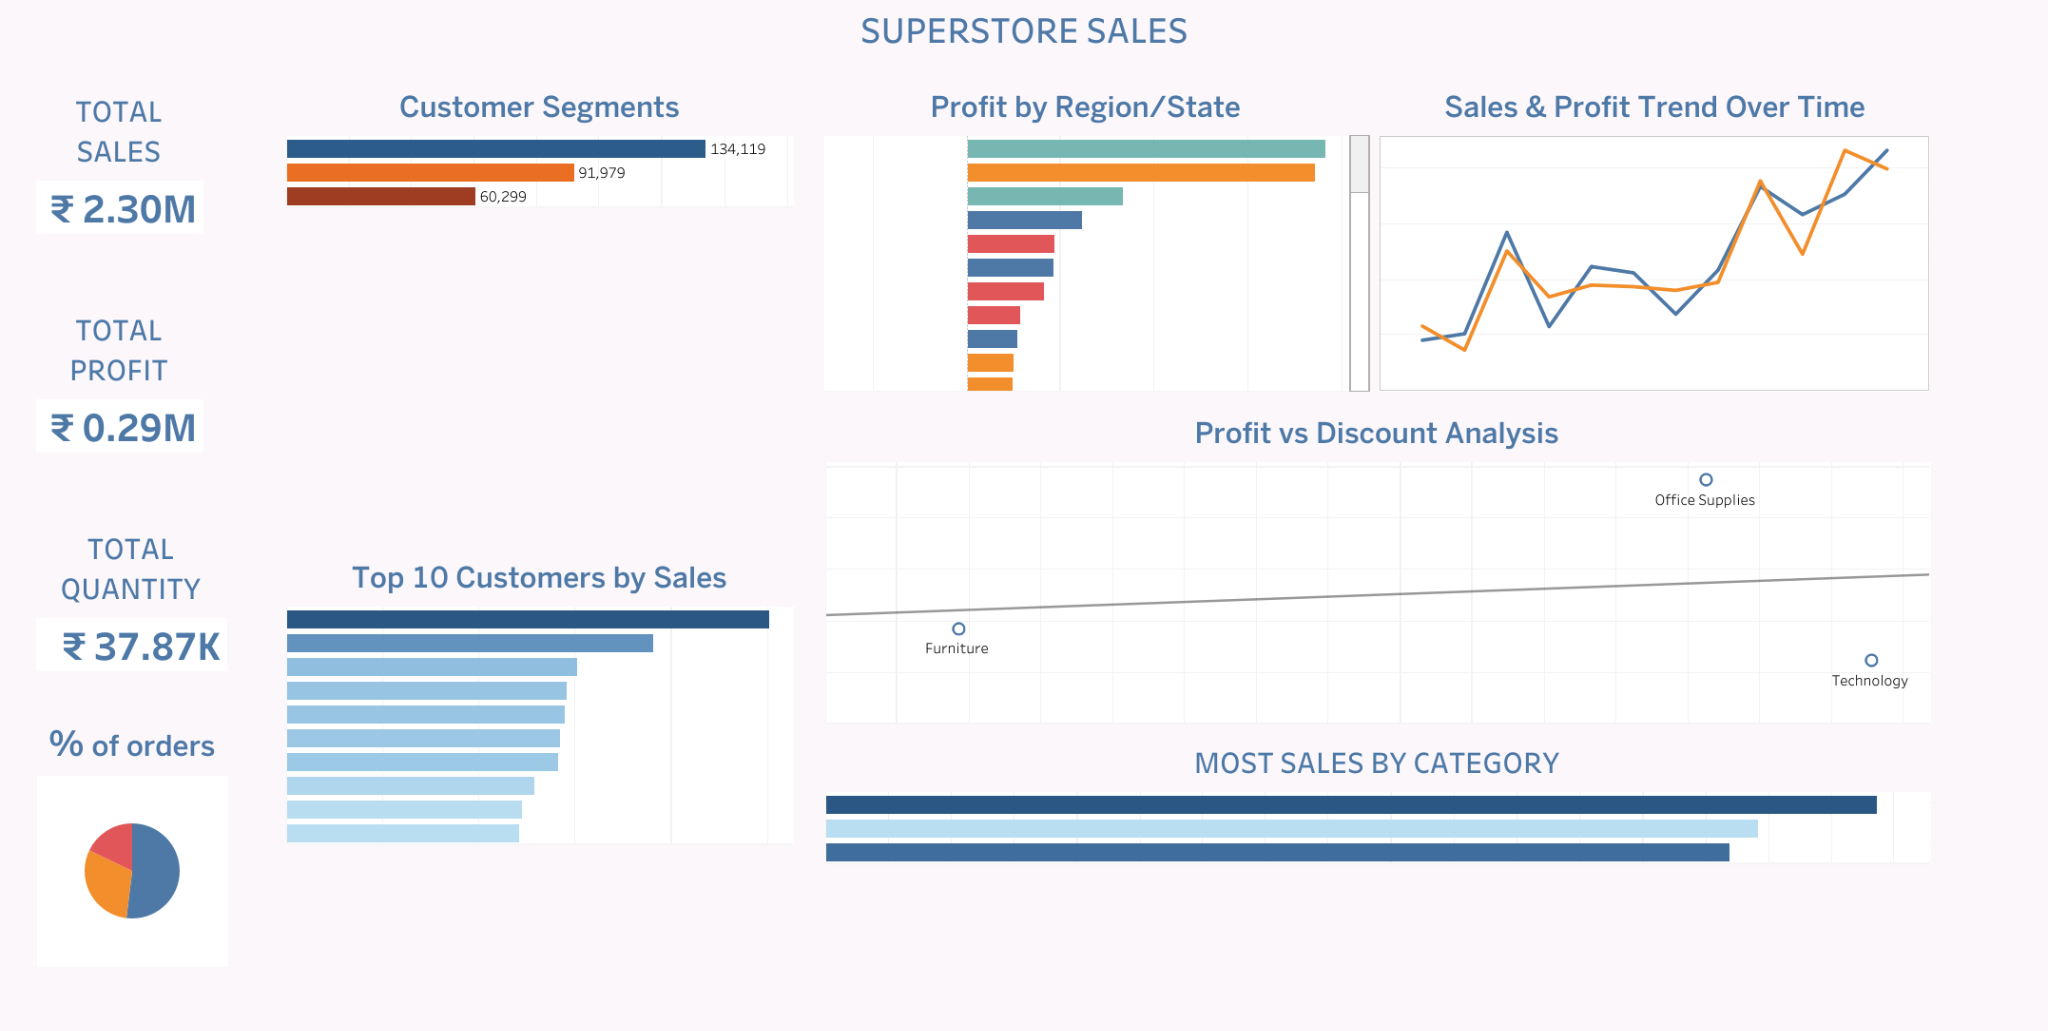 SUPERSTORE SALES
TOTAL
SALES
₹ 2.30M
TOTAL
PROFIT
₹ 0.29M
TOTAL
QUANTITY
₹ 37.87K
% of orders
Customer Segments
134,119
91,979
60,299
Top 10 Customers by Sales
Profit by Region/State
Sales & Profit Trend Over Time
Profit vs Discount Analysis
Office Supplies
Furniture
Technology
MOST SALES BY CATEGORY